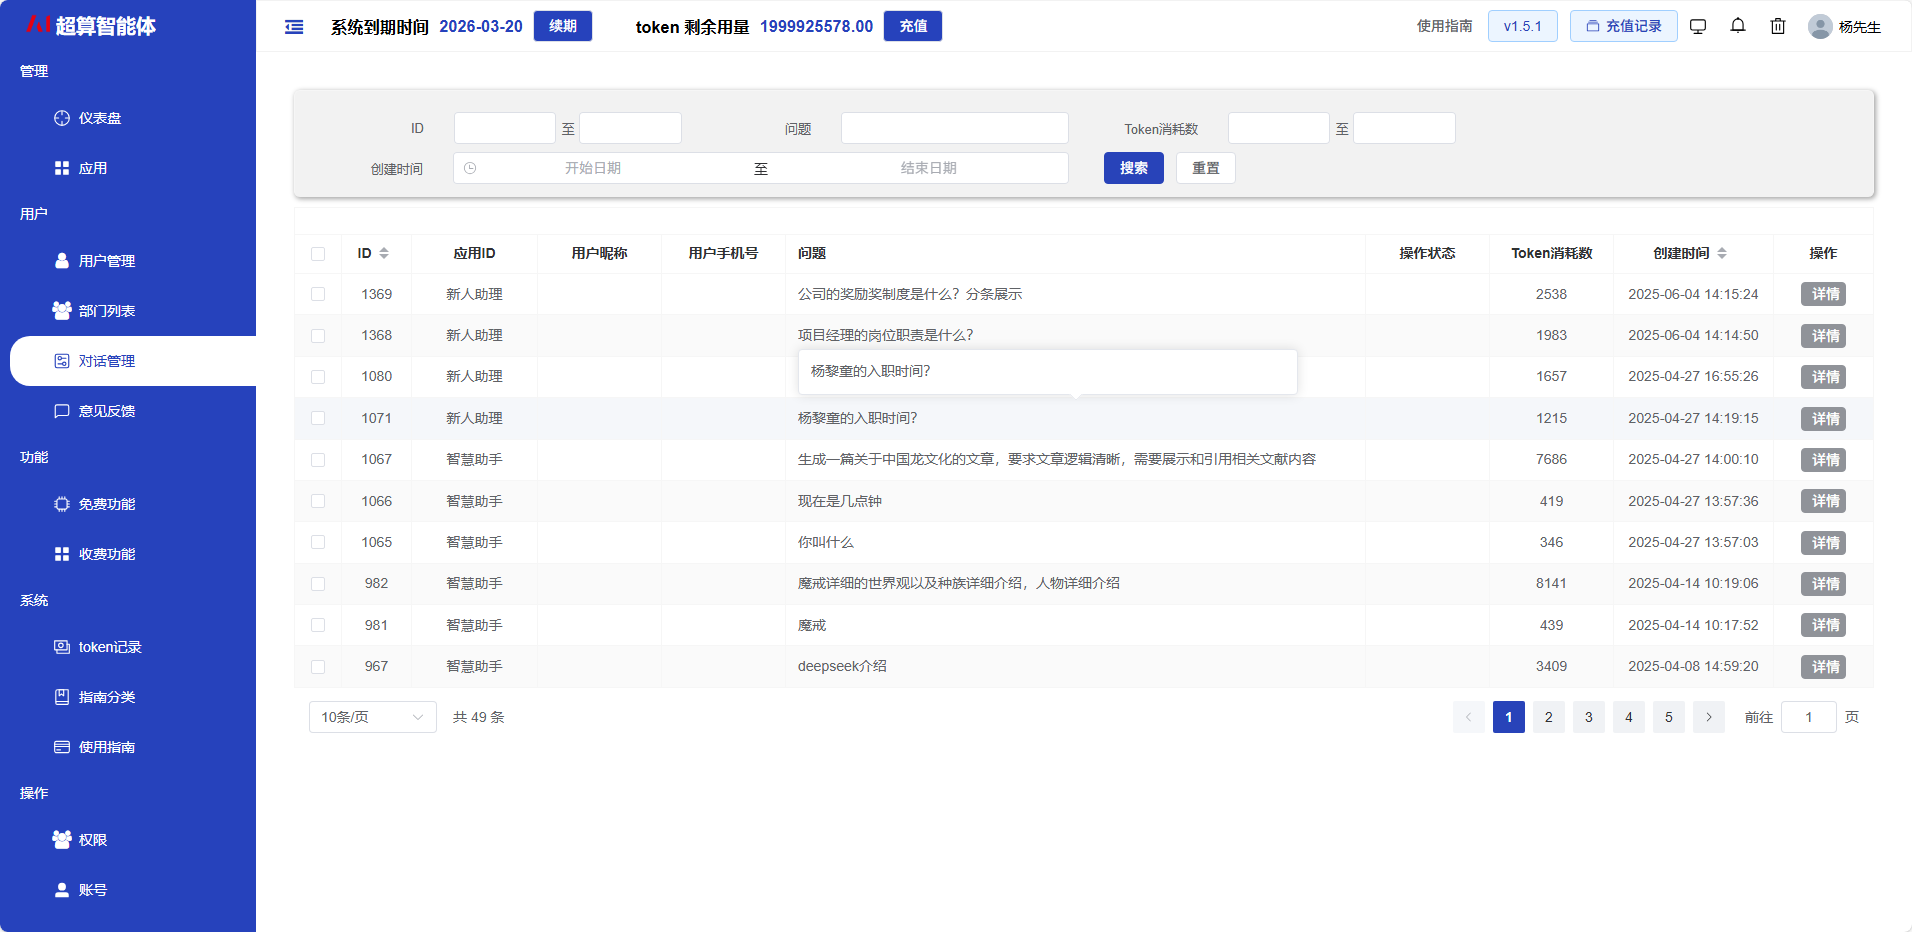 AI 超算智能体
管理
仪表盘
应用
用户
用户管理
部门列表
对话管理
意见反馈
功能
免费功能
收费功能
系统
token记录
指南分类
使用指南
操作
权限
账号
系统到期时间 2026-03-20 续期 token 剩余用量 1999925578.00 充值 使用指南 v1.5.1 充值记录 杨先生
ID 至 问题 Token消耗数 至
创建时间 开始日期 至 结束日期 搜索 重置
ID 应用ID 用户昵称 用户手机号 问题 操作状态 Token消耗数 创建时间 操作
1369 新人助理 公司的奖励奖制度是什么？分条展示 2538 2025-06-04 14:15:24 详情
1368 新人助理 项目经理的岗位职责是什么？ 1983 2025-06-04 14:14:50 详情
杨黎童的入职时间？
1080 新人助理 1657 2025-04-27 16:55:26 详情
1071 新人助理 杨黎童的入职时间？ 1215 2025-04-27 14:19:15 详情
1067 智慧助手 生成一篇关于中国龙文化的文章，要求文章逻辑清晰，需要展示和引用相关文献内容 7686 2025-04-27 14:00:10 详情
1066 智慧助手 现在是几点钟 419 2025-04-27 13:57:36 详情
1065 智慧助手 你叫什么 346 2025-04-27 13:57:03 详情
982 智慧助手 魔戒详细的世界观以及种族详细介绍，人物详细介绍 8141 2025-04-14 10:19:06 详情
981 智慧助手 魔戒 439 2025-04-14 10:17:52 详情
967 智慧助手 deepseek介绍 3409 2025-04-08 14:59:20 详情
10条/页 共 49 条 1 2 3 4 5 前往 1 页